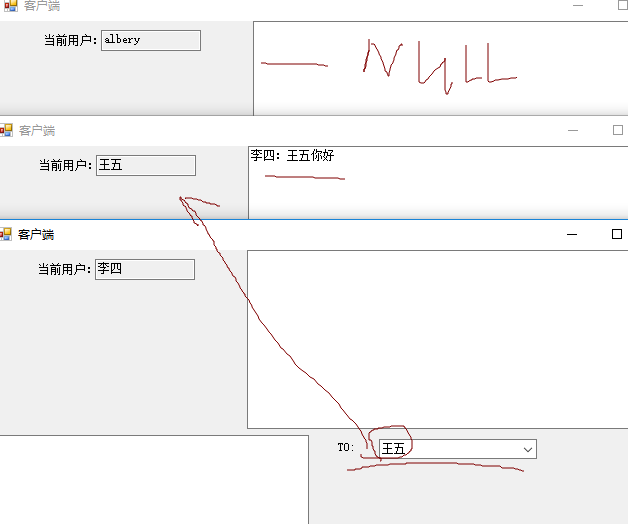 客户端
当前用户: albery
NULL
客户端
当前用户: 王五
李四: 王五你好
客户端
当前用户: 李四
TO: 王五